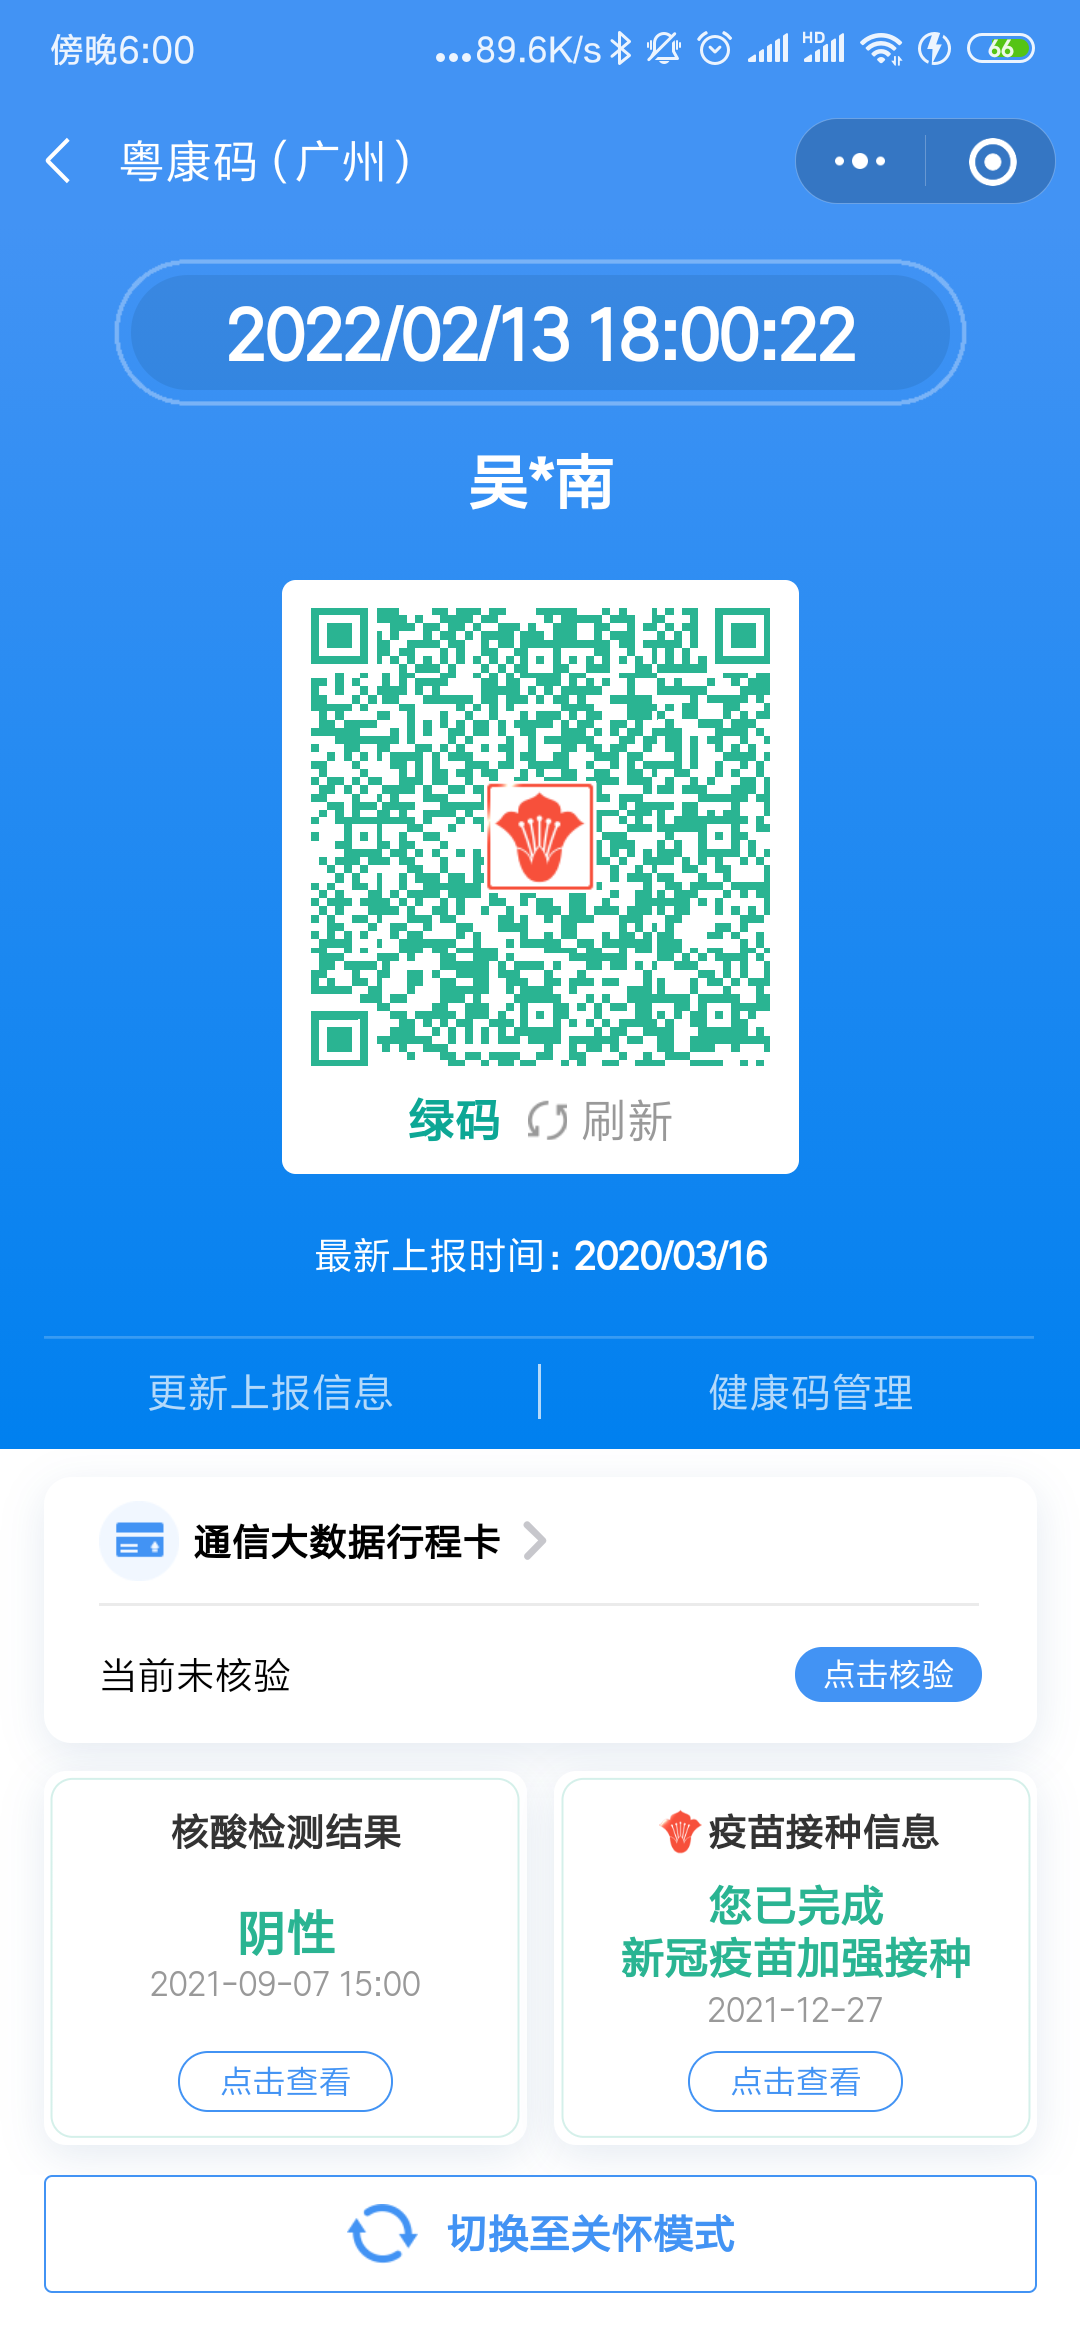 傍晚6:00
...89.6K/s
HD
66
粤康码（广州）
2022/02/13 18:00:22
吴*南
绿码 刷新
最新上报时间：2020/03/16
更新上报信息
健康码管理
通信大数据行程卡
当前未核验
点击核验
核酸检测结果
阴性
2021-09-07 15:00
点击查看
疫苗接种信息
您已完成
新冠疫苗加强接种
2021-12-27
点击查看
切换至关怀模式